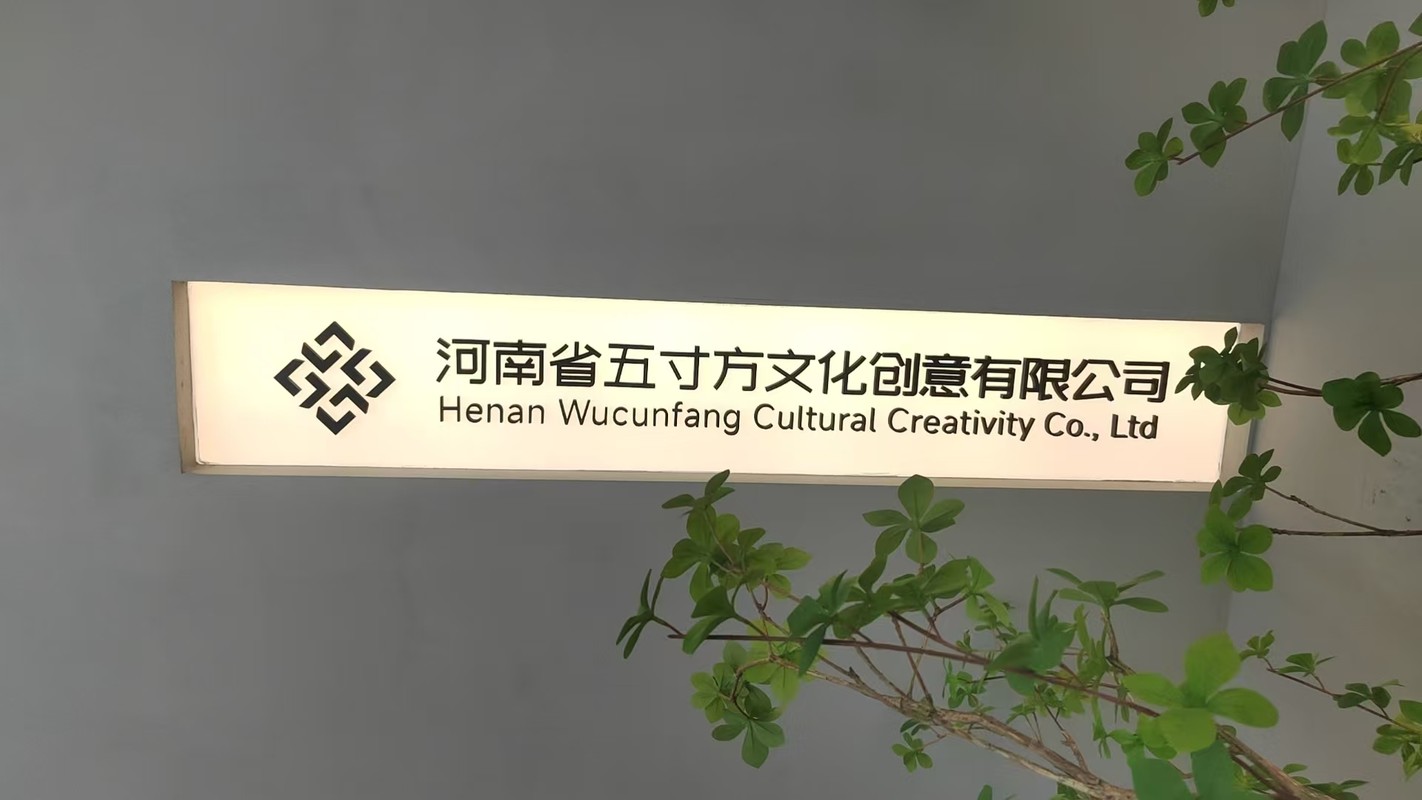 河南省五寸方文化创意有限公司
Henan Wucunfang Cultural Creativity Co., Ltd